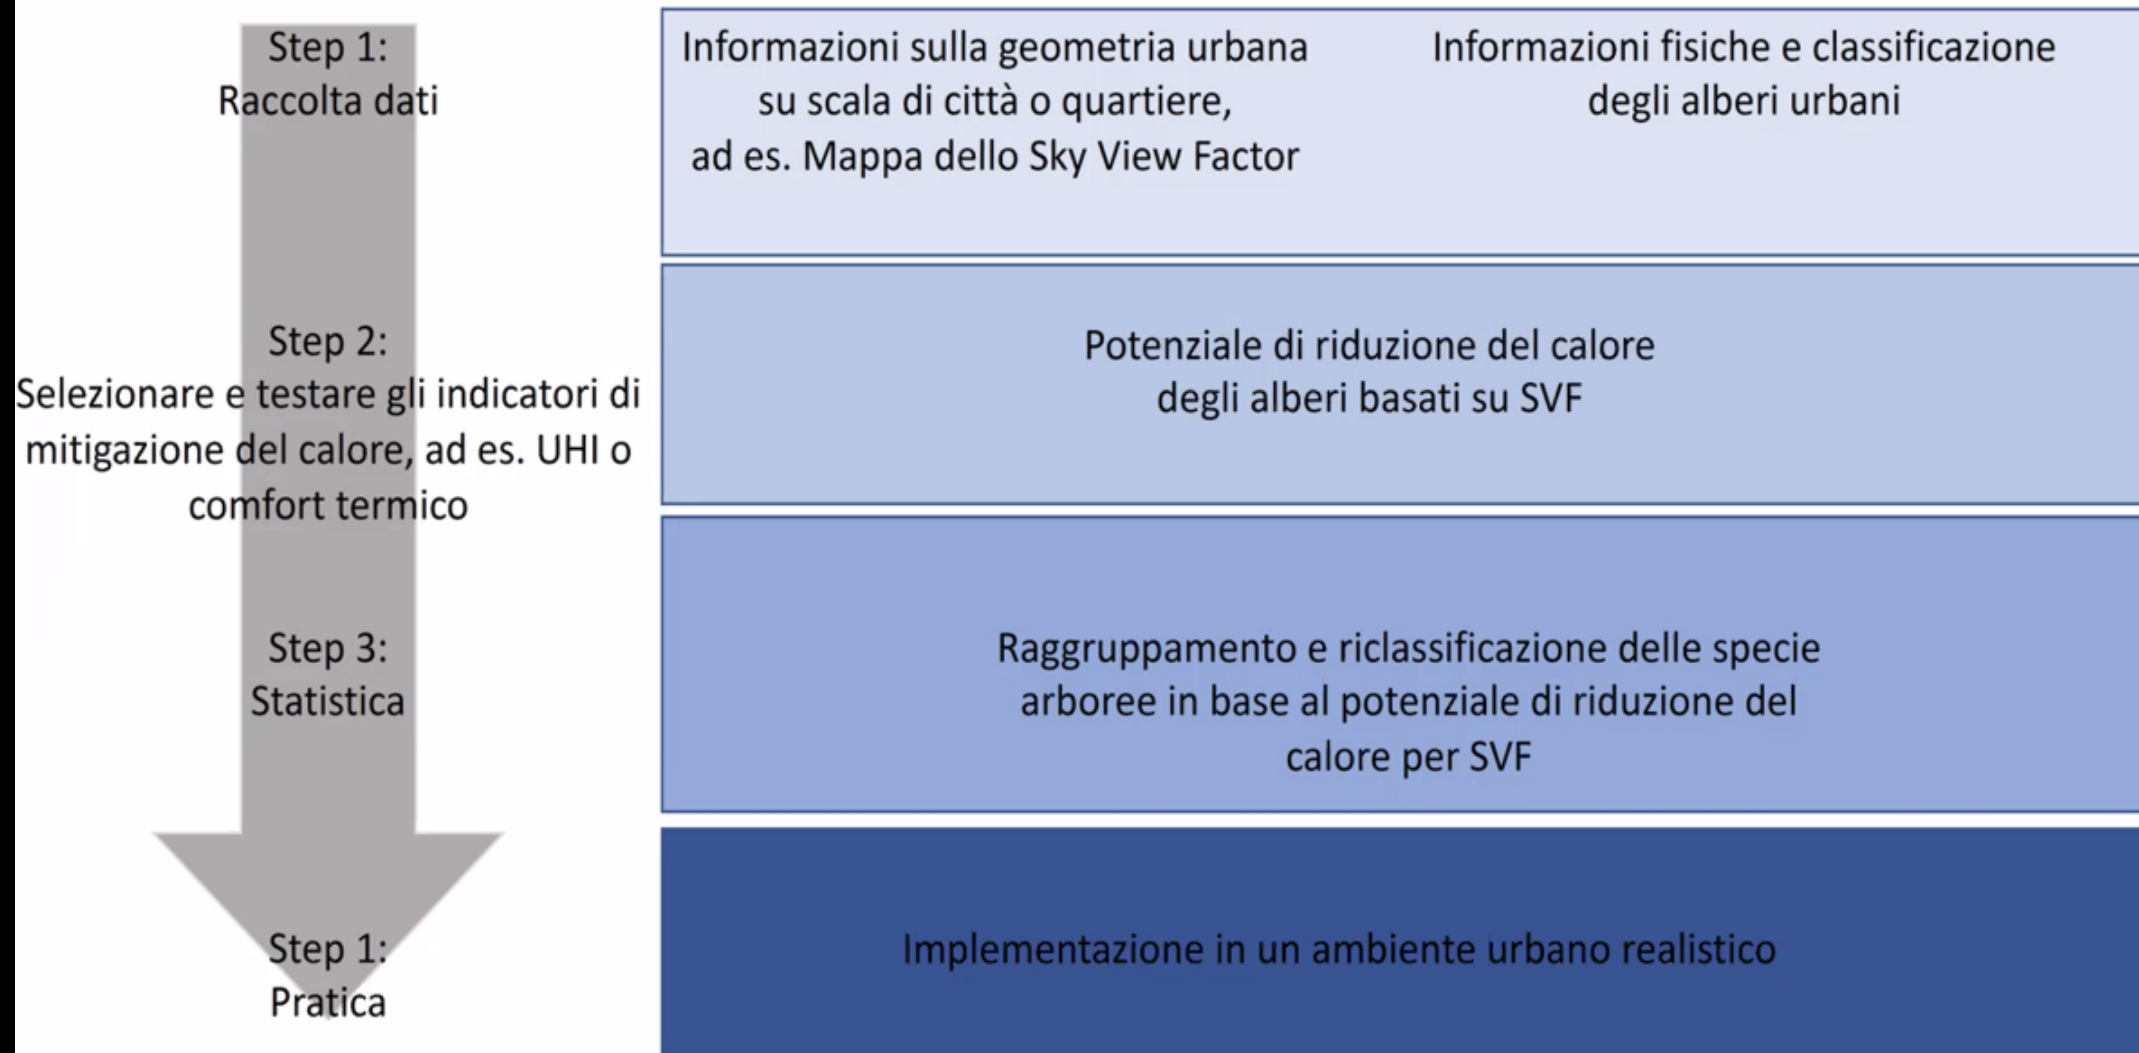 Step 1:
Raccolta dati
Informazioni sulla geometria urbana
su scala di città o quartiere,
ad es. Mappa dello Sky View Factor
Informazioni fisiche e classificazione
degli alberi urbani
Step 2:
Selezionare e testare gli indicatori di
mitigazione del calore, ad es. UHI o
comfort termico
Potenziale di riduzione del calore
degli alberi basati su SVF
Step 3:
Statistica
Raggruppamento e riclassificazione delle specie
arboree in base al potenziale di riduzione del
calore per SVF
Step 1:
Pratica
Implementazione in un ambiente urbano realistico